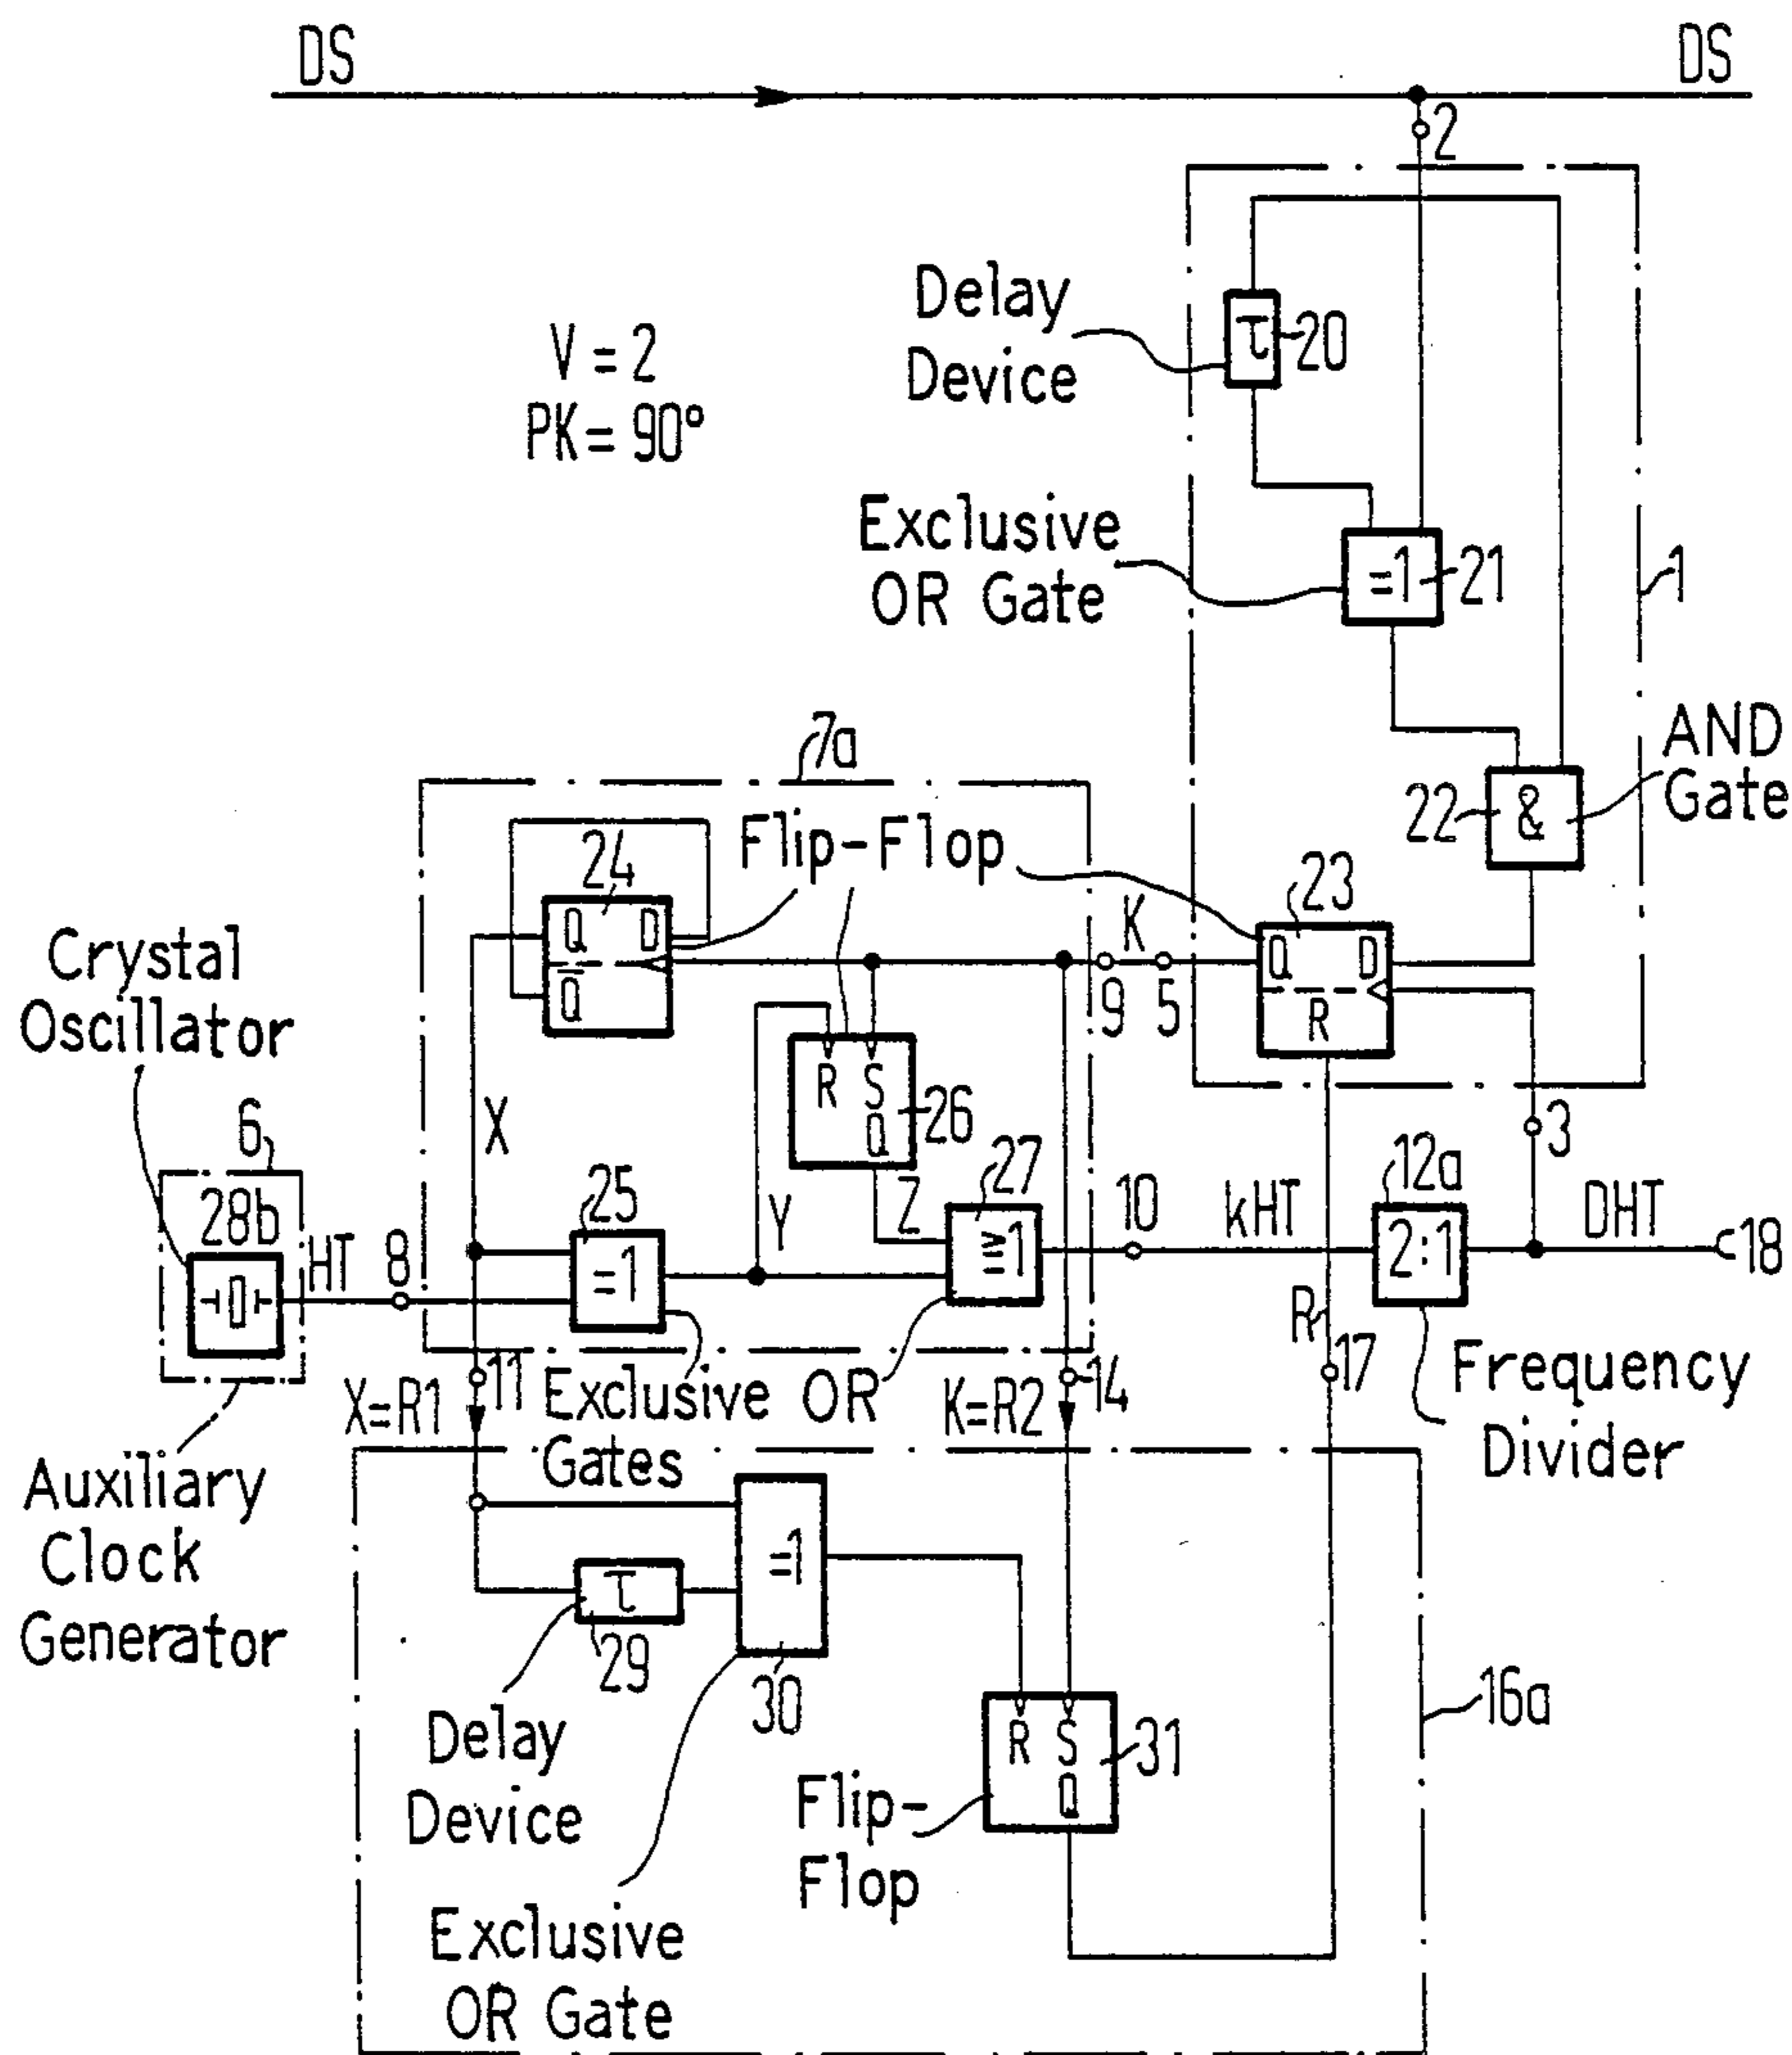 DS
DS
2
Delay
Device
τ
20
V = 2
PK = 90°
Exclusive
OR Gate
=1
21
1
7a
AND
Gate
22
&
Flip-Flop
24
Q
D
Q̅
23
Q
D
R
K
9
5
Crystal
Oscillator
R
S
Q
26
X
6
3
28b
25
Y
Z
27
10
kHT
12a
DHT
HT
8
=1
≥1
2:1
18
R
17
11
X=R1
Exclusive OR
Gates
K=R2
14
Frequency
Divider
Auxiliary
Clock
Generator
=1
τ
29
30
16a
Delay
Device
R
S
Q
31
Flip-
Flop
Exclusive
OR Gate